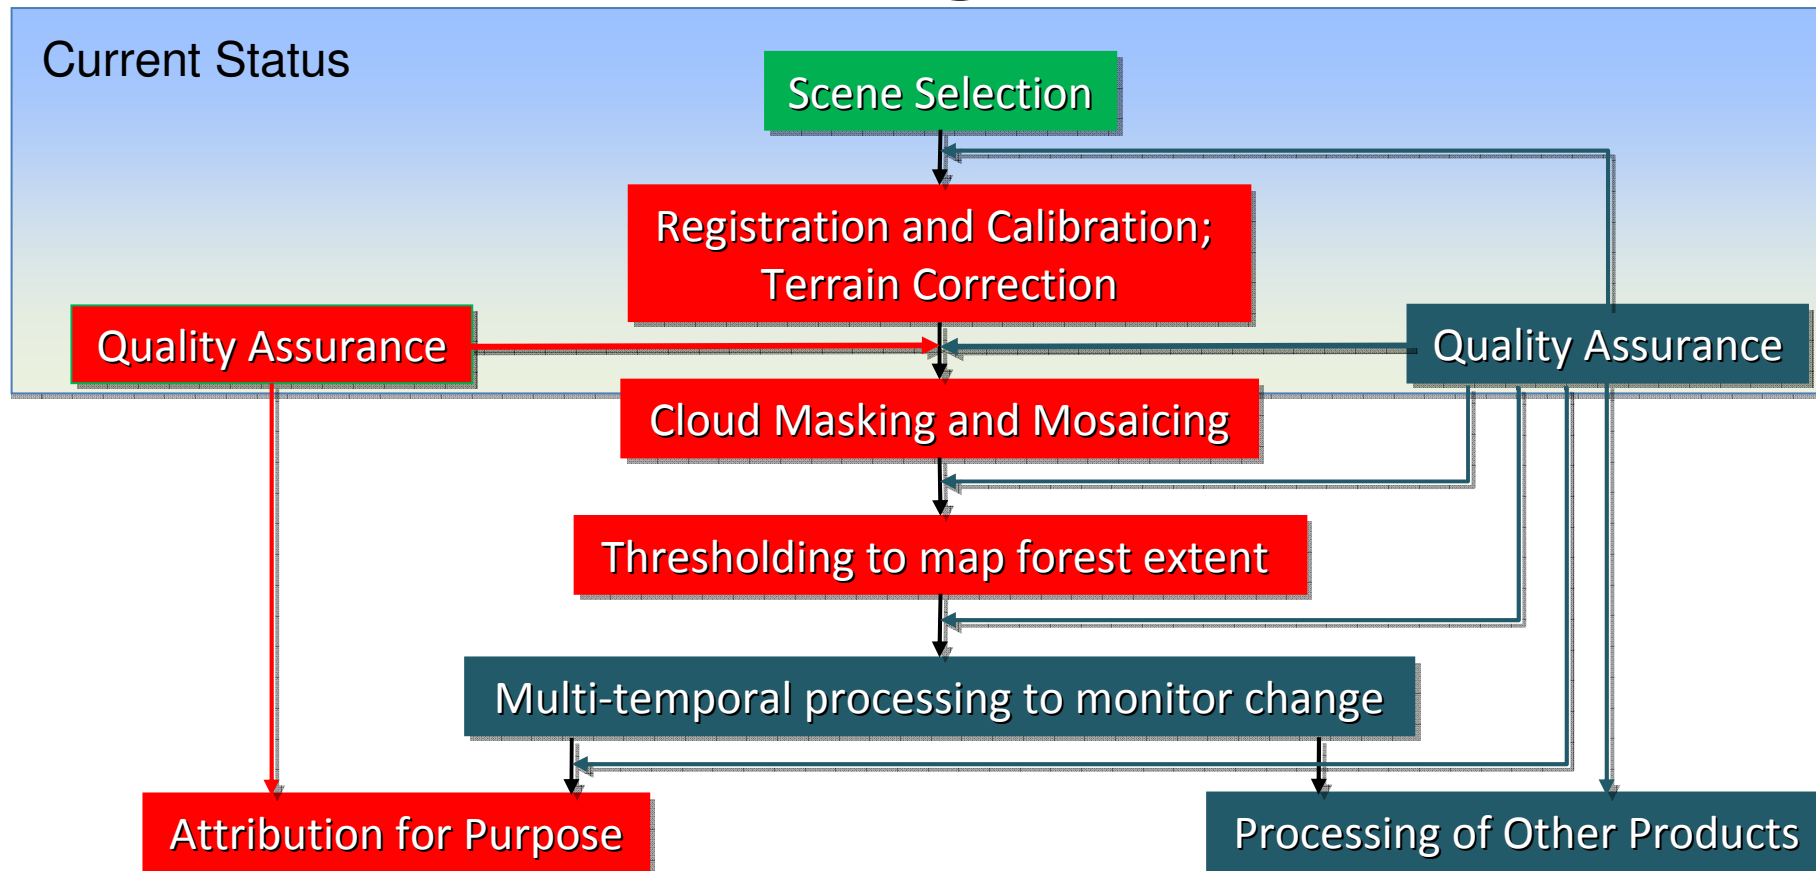 Current Status
Scene Selection
Registration and Calibration;
Terrain Correction
Quality Assurance
Quality Assurance
Cloud Masking and Mosaicing
Thresholding to map forest extent
Multi-temporal processing to monitor change
Attribution for Purpose
Processing of Other Products